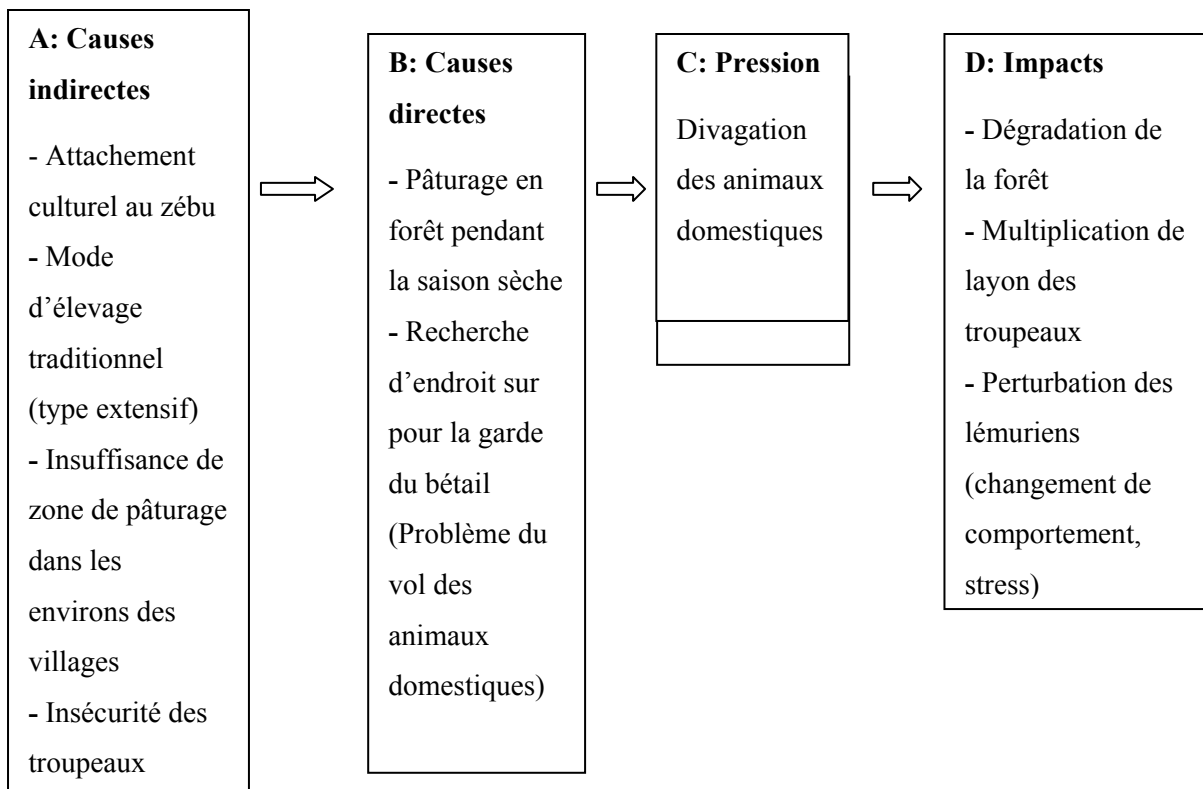 A: Causes
indirectes
- Attachement
culturel au zébu
- Mode
d’élevage
traditionnel
(type extensif)
- Insuffisance de
zone de pâturage
dans les
environs des
villages
- Insécurité des
troupeaux
B: Causes
directes
- Pâturage en
forêt pendant
la saison sèche
- Recherche
d’endroit sur
pour la garde
du bétail
(Problème du
vol des
animaux
domestiques)
C: Pression
Divagation
des animaux
domestiques
D: Impacts
- Dégradation de
la forêt
- Multiplication de
layon des
troupeaux
- Perturbation des
lémuriens
(changement de
comportement,
stress)